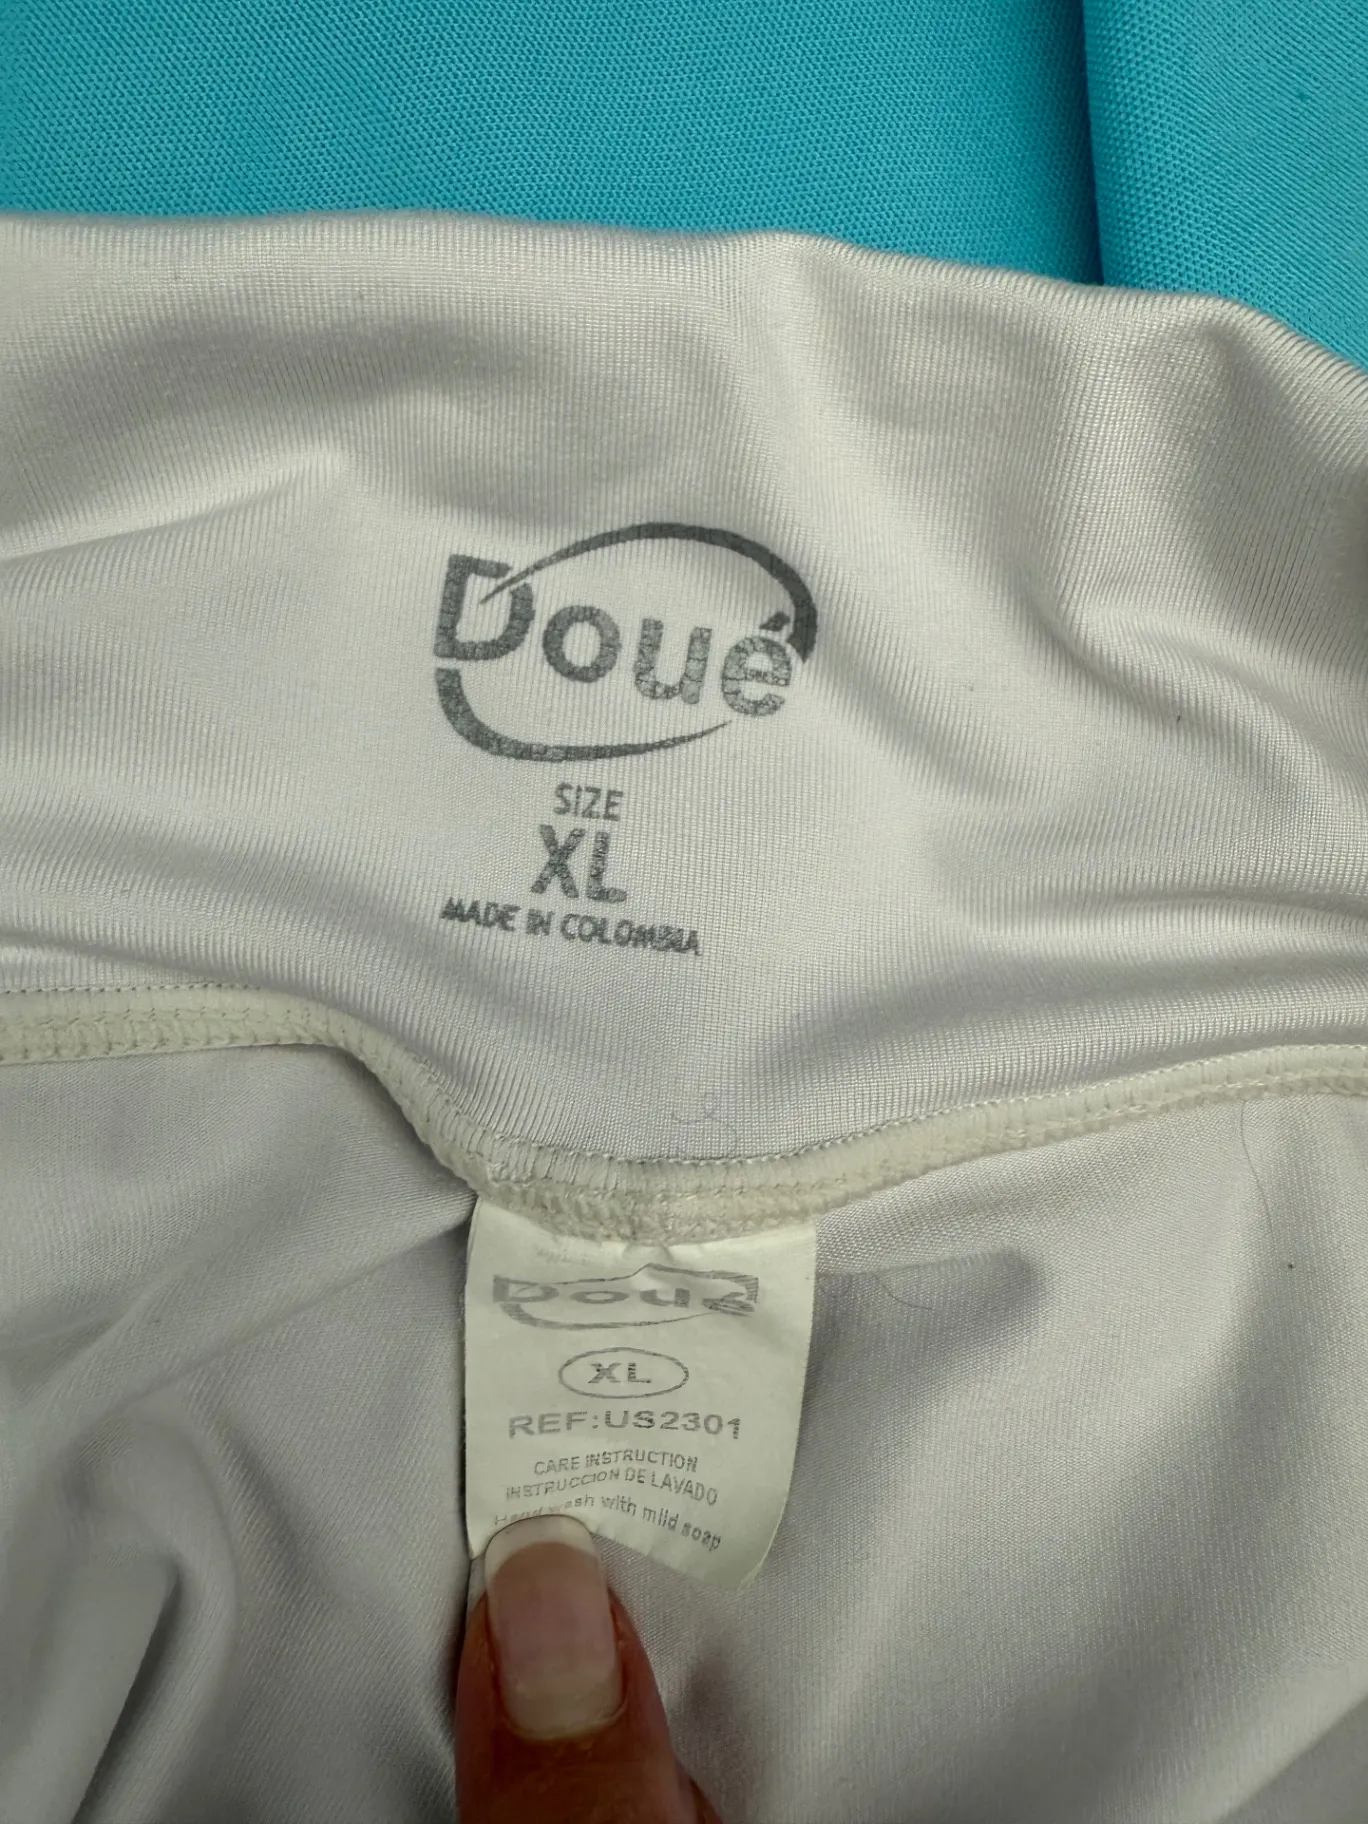 Doué
SIZE
XL
MADE IN COLOMBIA
Doué
XL
REF:US2301
CARE INSTRUCTION
INSTRUCCION DE LAVADO
Hand wash with mild soap